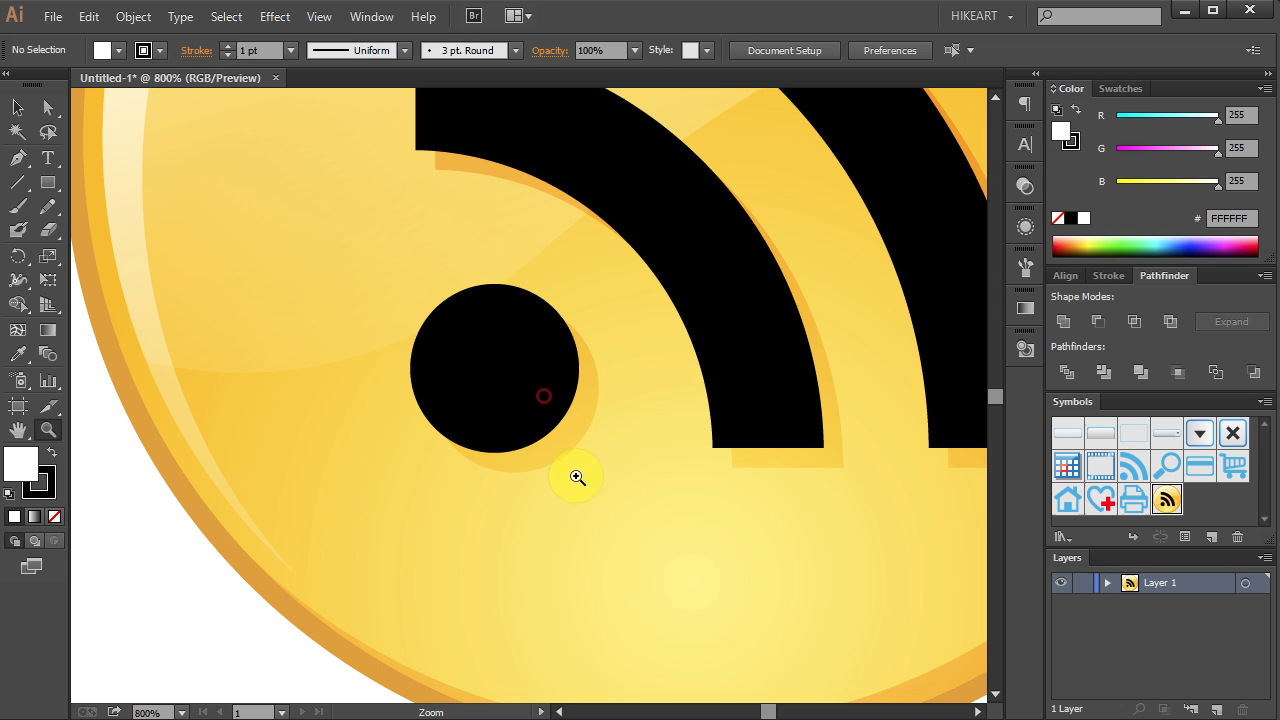 Ai File Edit Object Type Select Effect View Window Help Br HIKEART
No Selection Stroke: 1 pt Uniform 3 pt. Round Opacity: 100% Style: Document Setup Preferences
Untitled-1* @ 800% (RGB/Preview) ×
Color Swatches
R 255
G 255
B 255
# FFFFFF
Align Stroke Pathfinder
Shape Modes:
Expand
Pathfinders:
Symbols
Layers
Layer 1
1 Layer
800% 1 Zoom